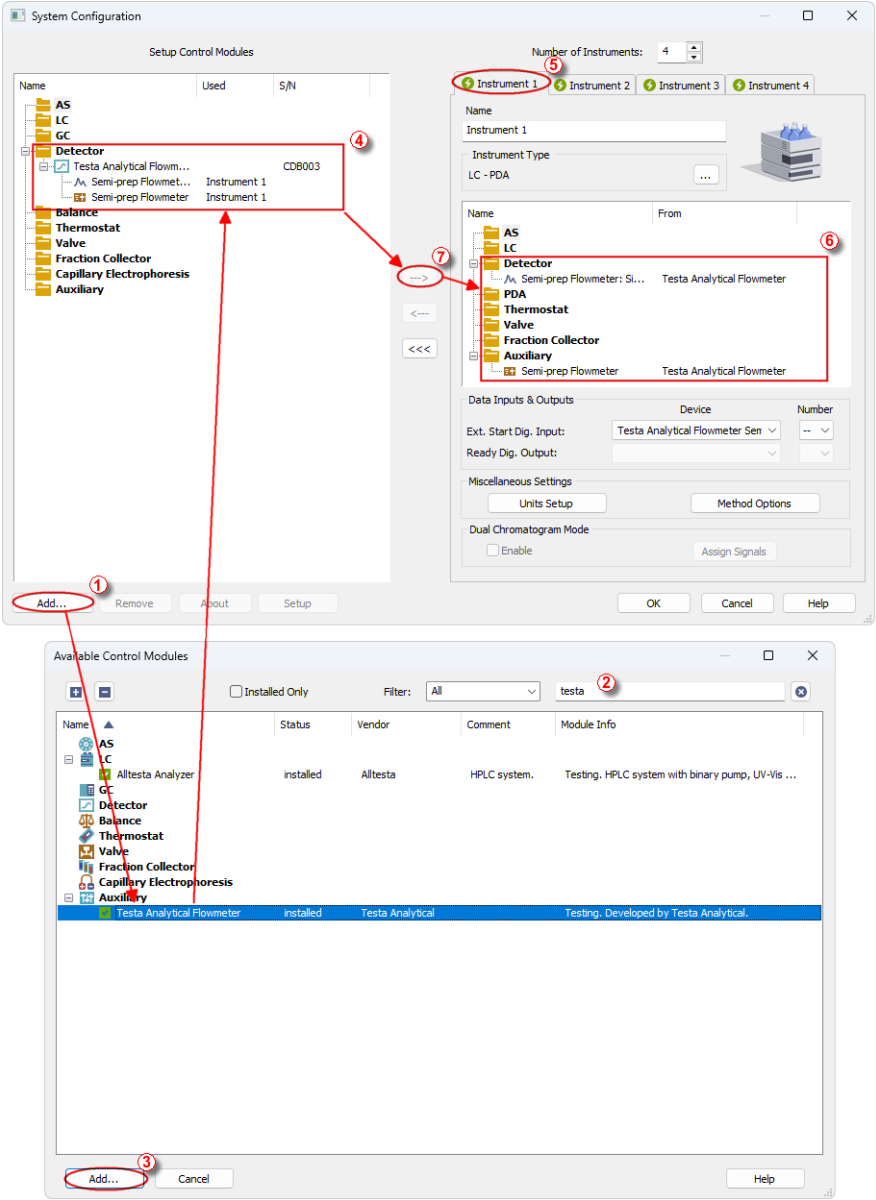 System Configuration
Setup Control Modules
Number of Instruments: 4
Name Used S/N
AS
LC
GC
Detector
Testa Analytical Flowm... CDB003
Semi-prep Flowmet... Instrument 1
Semi-prep Flowmeter Instrument 1
Balance
Thermostat
Valve
Fraction Collector
Capillary Electrophoresis
Auxiliary
4
7
--->
<---
<<<
5
Instrument 1 Instrument 2 Instrument 3 Instrument 4
Name
Instrument 1
Instrument Type
LC - PDA ...
Name From
6
AS
LC
Detector
Semi-prep Flowmeter: Si... Testa Analytical Flowmeter
PDA
Thermostat
Valve
Fraction Collector
Auxiliary
Semi-prep Flowmeter Testa Analytical Flowmeter
Data Inputs & Outputs
Device Number
Ext. Start Dig. Input: Testa Analytical Flowmeter Sem --
Ready Dig. Output:
Miscellaneous Settings
Units Setup Method Options
Dual Chromatogram Mode
Enable Assign Signals
1
Add... Remove About Setup OK Cancel Help
Available Control Modules
Installed Only Filter: All testa 2
Name Status Vendor Comment Module Info
AS
LC
Alltesta Analyzer installed Alltesta HPLC system. Testing. HPLC system with binary pump, UV-Vis ...
GC
Detector
Balance
Thermostat
Valve
Fraction Collector
Capillary Electrophoresis
Auxiliary
Testa Analytical Flowmeter installed Testa Analytical Testing. Developed by Testa Analytical.
3
Add... Cancel Help